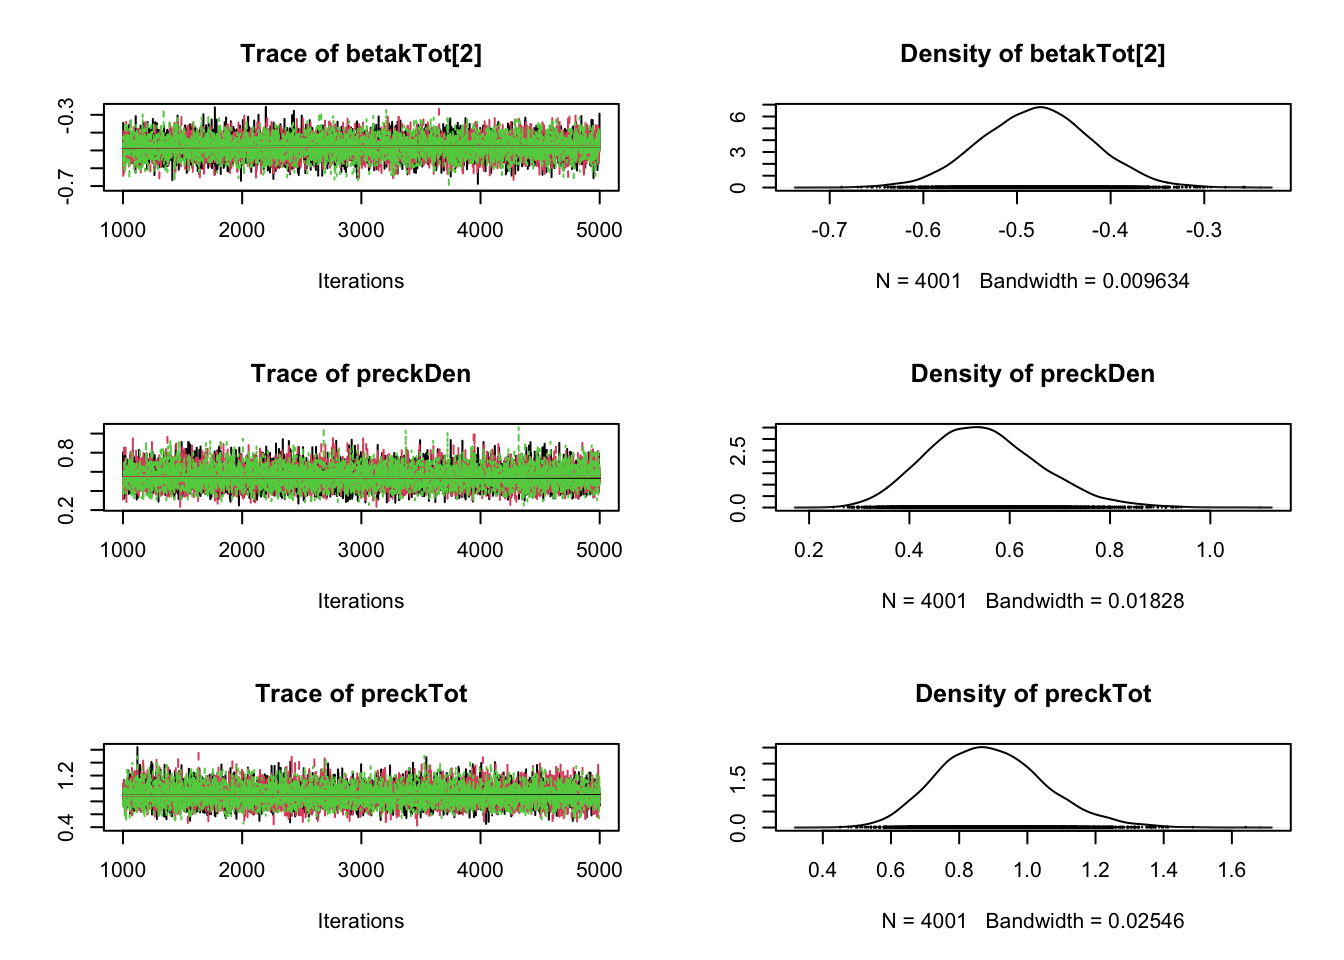 Trace of betakTot[2]
Density of betakTot[2]
-0.3
-0.7
1000 2000 3000 4000 5000
Iterations
6
3
0
-0.7 -0.6 -0.5 -0.4 -0.3
N = 4001 Bandwidth = 0.009634
Trace of preckDen
Density of preckDen
0.8
0.2
1000 2000 3000 4000 5000
Iterations
2.5
0.0
0.2 0.4 0.6 0.8 1.0
N = 4001 Bandwidth = 0.01828
Trace of preckTot
Density of preckTot
1.2
0.4
1000 2000 3000 4000 5000
Iterations
1.5
0.0
0.4 0.6 0.8 1.0 1.2 1.4 1.6
N = 4001 Bandwidth = 0.02546